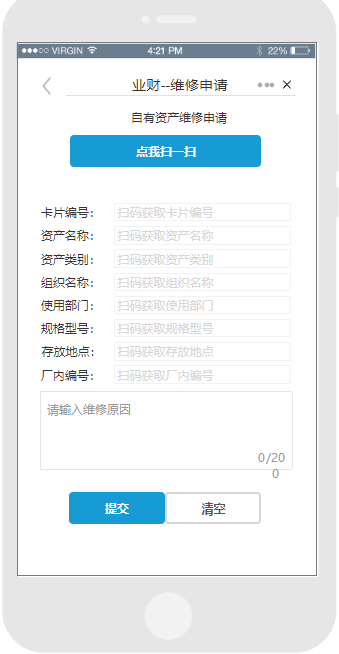 VIRGIN 4:21 PM 22%
业财--维修申请 ••• ×
自有资产维修申请
点我扫一扫
卡片编号: 扫码获取卡片编号
资产名称: 扫码获取资产名称
资产类别: 扫码获取资产类别
组织名称: 扫码获取组织名称
使用部门: 扫码获取使用部门
规格型号: 扫码获取规格型号
存放地点: 扫码获取存放地点
厂内编号: 扫码获取厂内编号
请输入维修原因
0/20
0
提交 清空